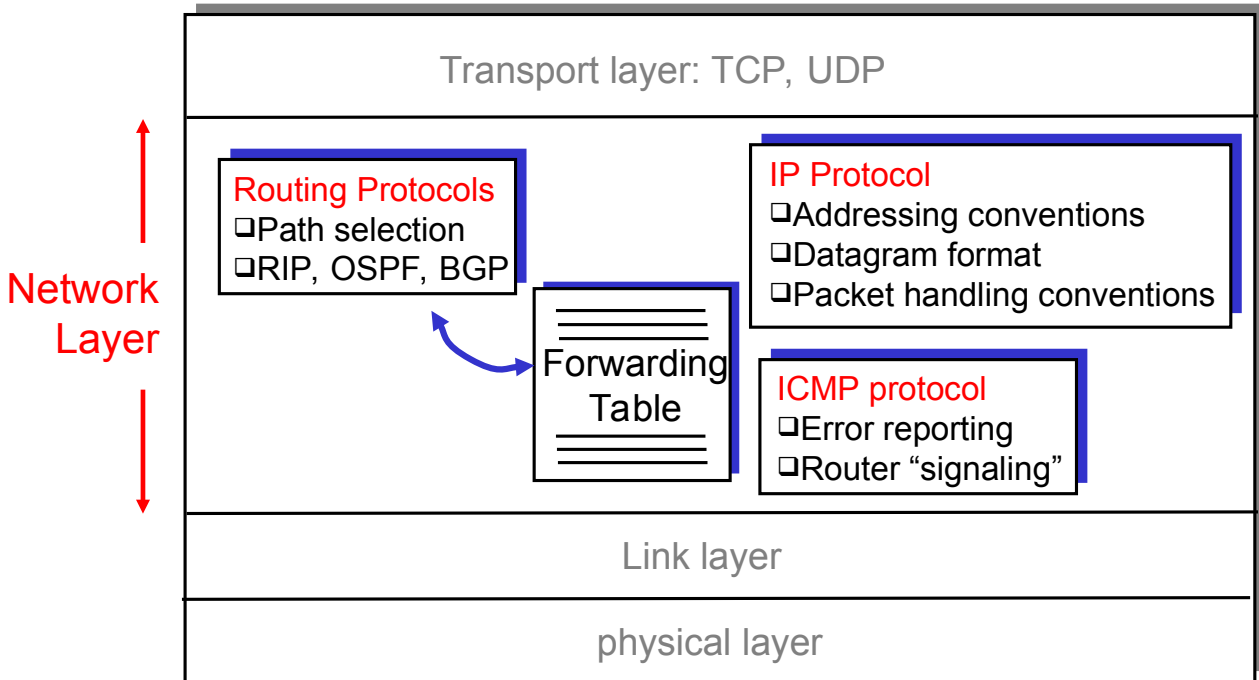 Transport layer: TCP, UDP
Network
Layer
Routing Protocols
❑Path selection
❑RIP, OSPF, BGP
Forwarding
Table
IP Protocol
❑Addressing conventions
❑Datagram format
❑Packet handling conventions
ICMP protocol
❑Error reporting
❑Router “signaling”
Link layer
physical layer